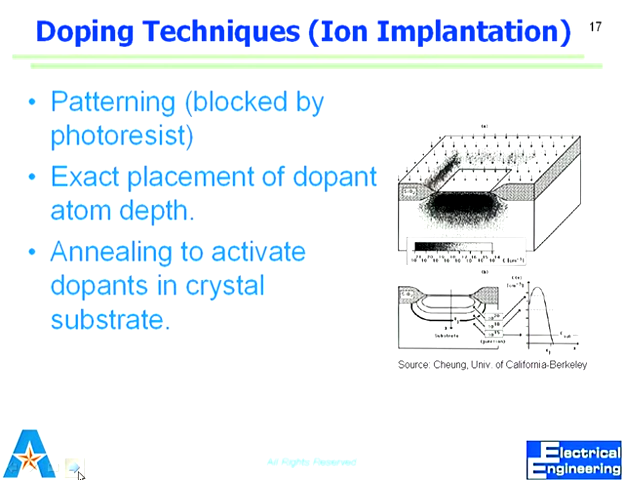 Doping Techniques (Ion Implantation)
17
• Patterning (blocked by
photoresist)
• Exact placement of dopant
atom depth.
• Annealing to activate
dopants in crystal
substrate.
(a)
(b)
Substrate
Source: Cheung, Univ. of California-Berkeley
All Rights Reserved
Electrical
Engineering